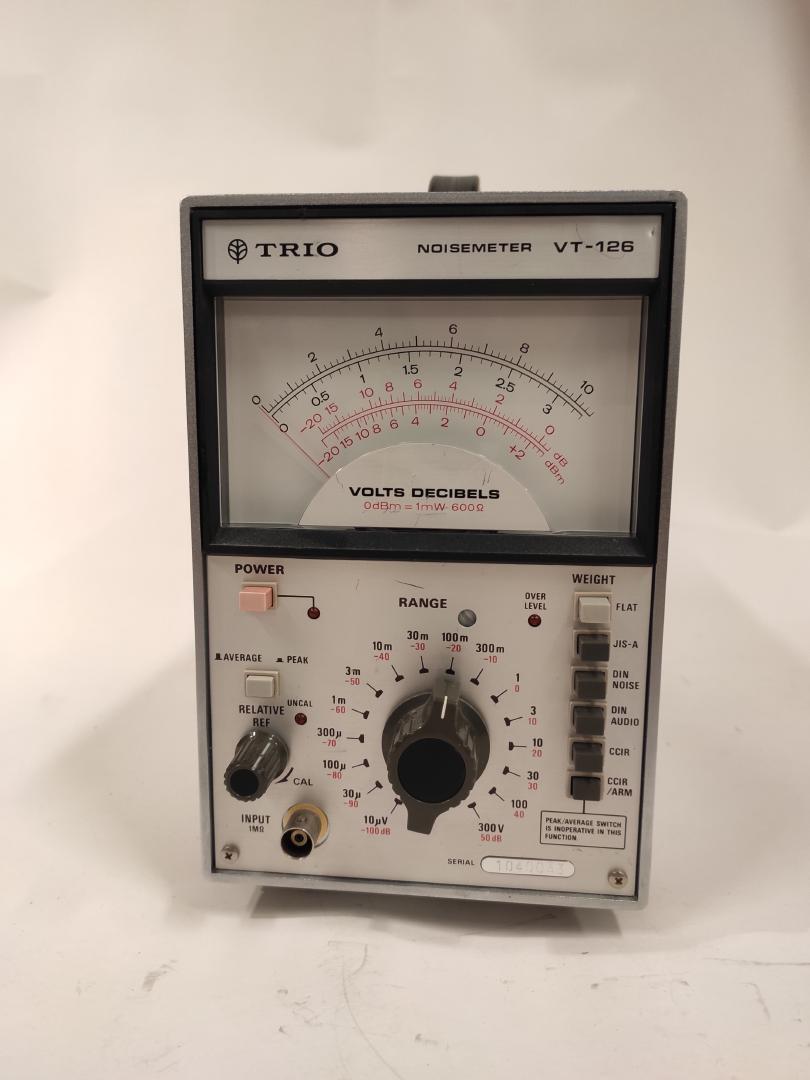 TRIO NOISEMETER VT-126
0 2 4 6 8 10
0 0.5 1 1.5 2 2.5 3
-20 15 10 8 6 4 2 0 dB
-20 15 10 8 6 4 2 0 +2 dBm
VOLTS DECIBELS
0dBm = 1mW 600Ω
POWER
WEIGHT
FLAT
JIS-A
DIN
NOISE
DIN
AUDIO
CCIR
CCIR
/ARM
PEAK/AVERAGE SWITCH
IS INOPERATIVE IN THIS
FUNCTION.
OVER
LEVEL
RANGE
10µV
-100dB
30µ
-90
100µ
-80
300µ
-70
1m
-60
3m
-50
10m
-40
30m
-30
100m
-20
300m
-10
1
0
3
10
10
20
30
30
100
40
300V
50dB
AVERAGE PEAK
RELATIVE
REF
UNCAL
CAL
INPUT
1MΩ
SERIAL